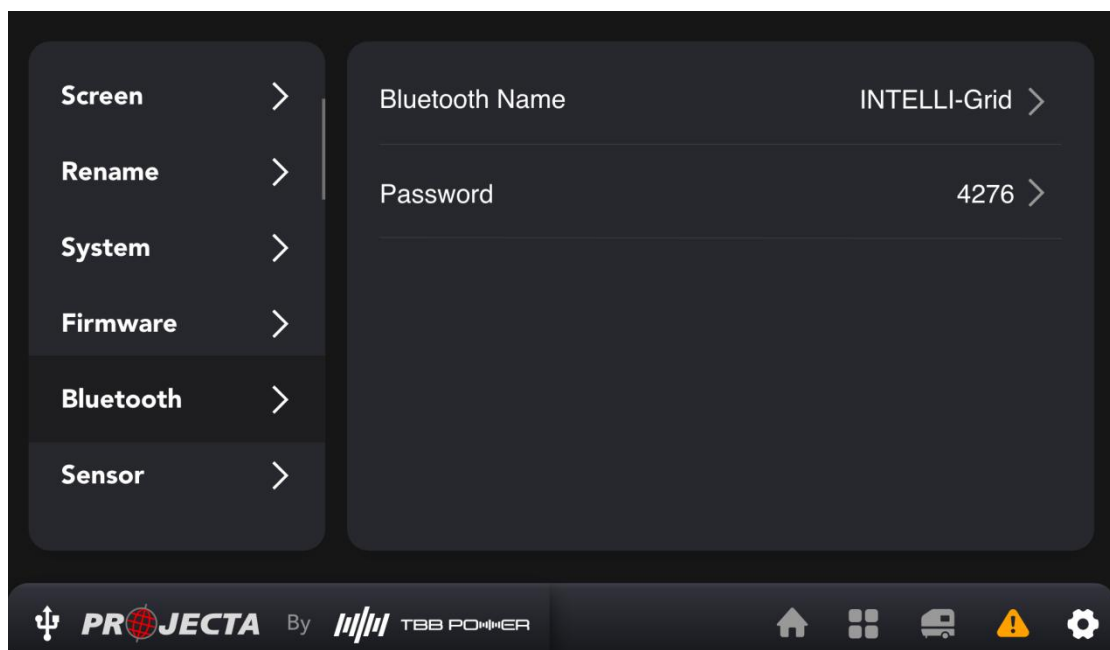 Screen
Rename
System
Firmware
Bluetooth
Sensor
Bluetooth Name INTELLI-Grid
Password 4276
PROJECTA By TBB POWER